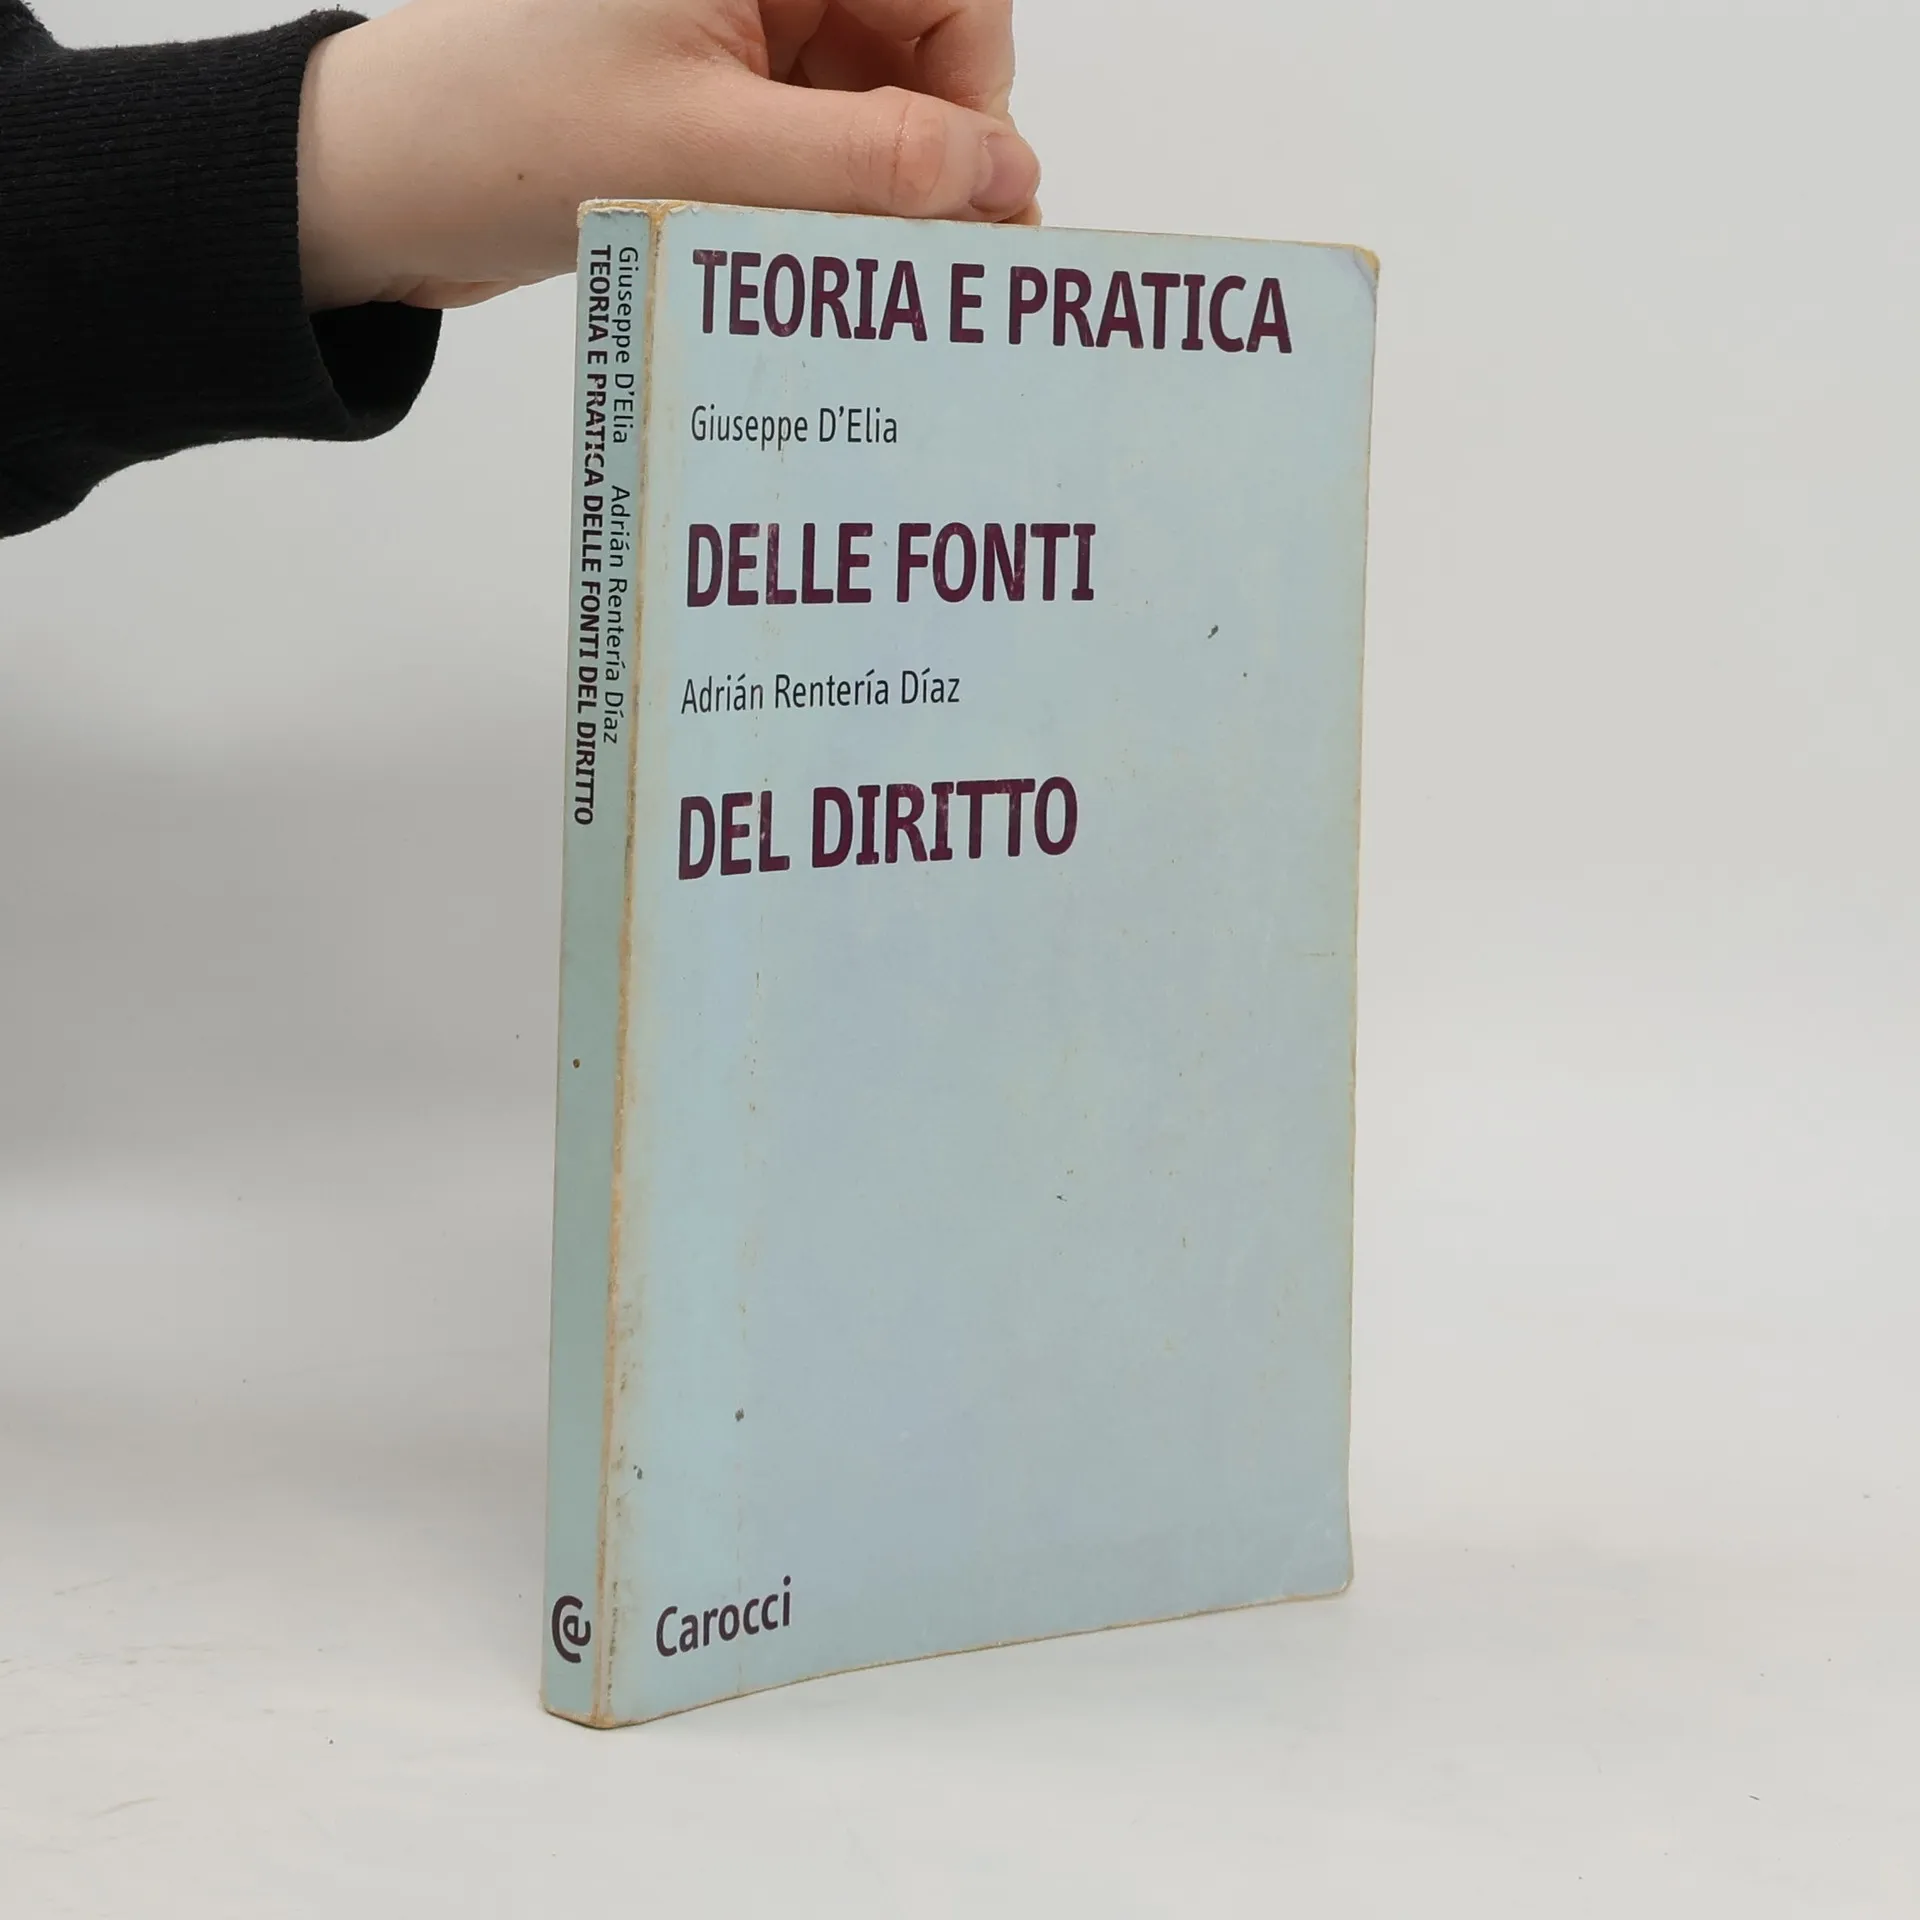 TEORIA E PRATICA
Giuseppe D'Elia
DELLE FONTI
Adrián Rentería Díaz
DEL DIRITTO
Carocci
Giuseppe D'Elia Adrián Rentería Díaz
TEORIA E PRATICA DELLE FONTI DEL DIRITTO